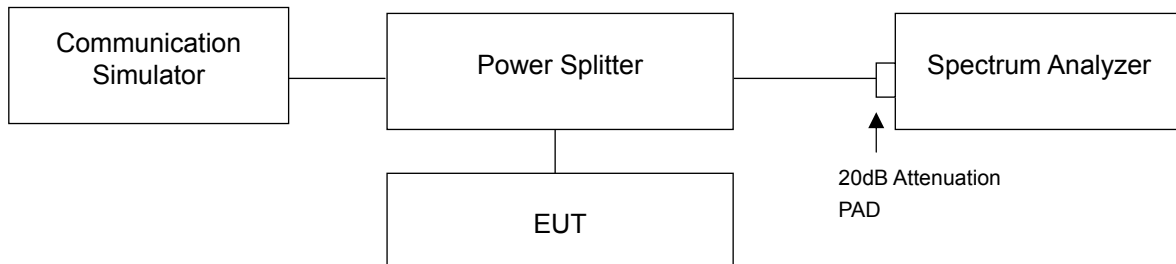 Communication
Simulator
Power Splitter
Spectrum Analyzer
20dB Attenuation
PAD
EUT